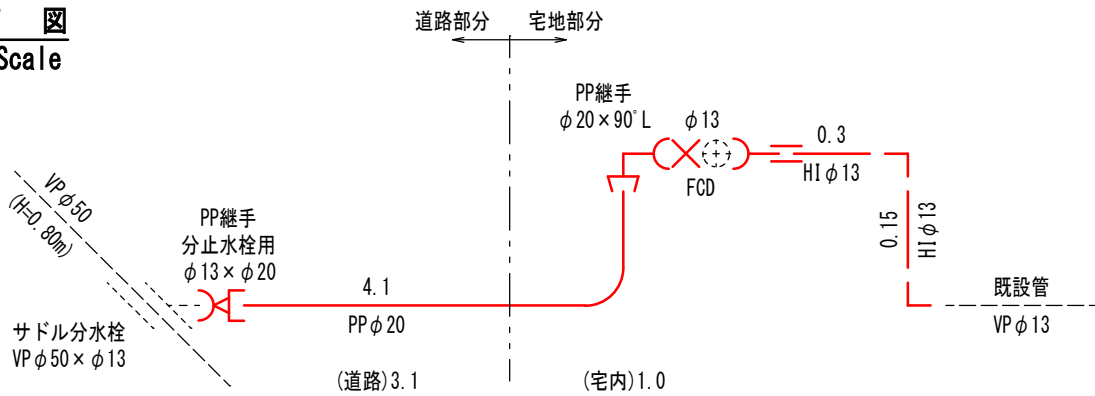 図
Scale
道路部分
宅地部分
PP継手
φ20×90°L
φ13
FCD
0.3
HIφ13
0.15
HIφ13
VPφ50
(H=0.80m)
PP継手
分止水栓用
φ13×φ20
4.1
PPφ20
サドル分水栓
VPφ50×φ13
既設管
VPφ13
(道路)3.1
(宅内)1.0